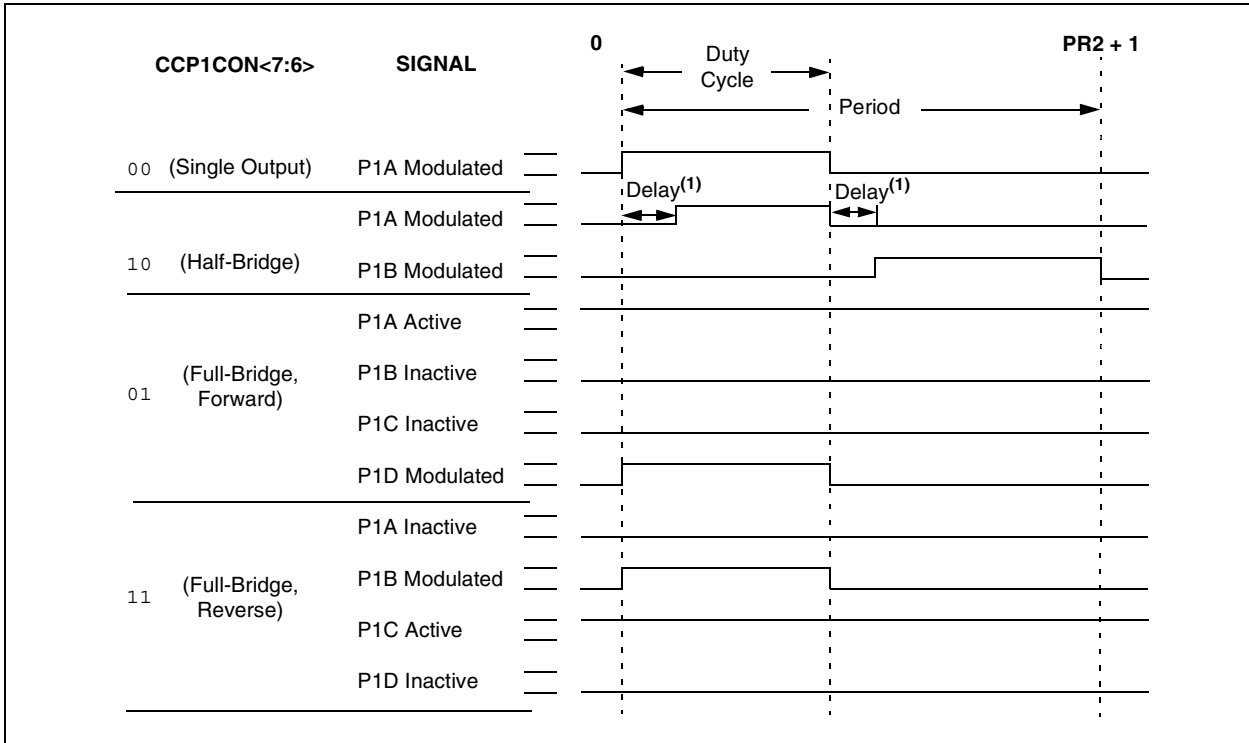 CCP1CON<7:6>
SIGNAL
0
PR2 + 1
Duty
Cycle
Period
00 (Single Output) P1A Modulated
Delay(1)
Delay(1)
P1A Modulated
10 (Half-Bridge)
P1B Modulated
P1A Active
01 (Full-Bridge,
Forward)
P1B Inactive
P1C Inactive
P1D Modulated
P1A Inactive
11 (Full-Bridge,
Reverse)
P1B Modulated
P1C Active
P1D Inactive